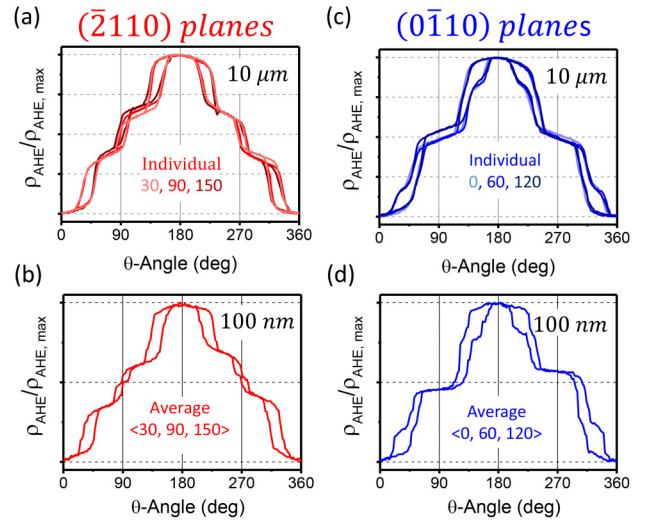 (a)
(2̅110) planes
ρAHE/ρAHE, max
10 μm
Individual
30, 90, 150
0 90 180 270 360
θ-Angle (deg)
(c)
(01̅10) planes
ρAHE/ρAHE, max
10 μm
Individual
0, 60, 120
0 90 180 270 360
θ-Angle (deg)
(b)
ρAHE/ρAHE, max
100 nm
Average
<30, 90, 150>
0 90 180 270 360
θ-Angle (deg)
(d)
ρAHE/ρAHE, max
100 nm
Average
<0, 60, 120>
0 90 180 270 360
θ-Angle (deg)